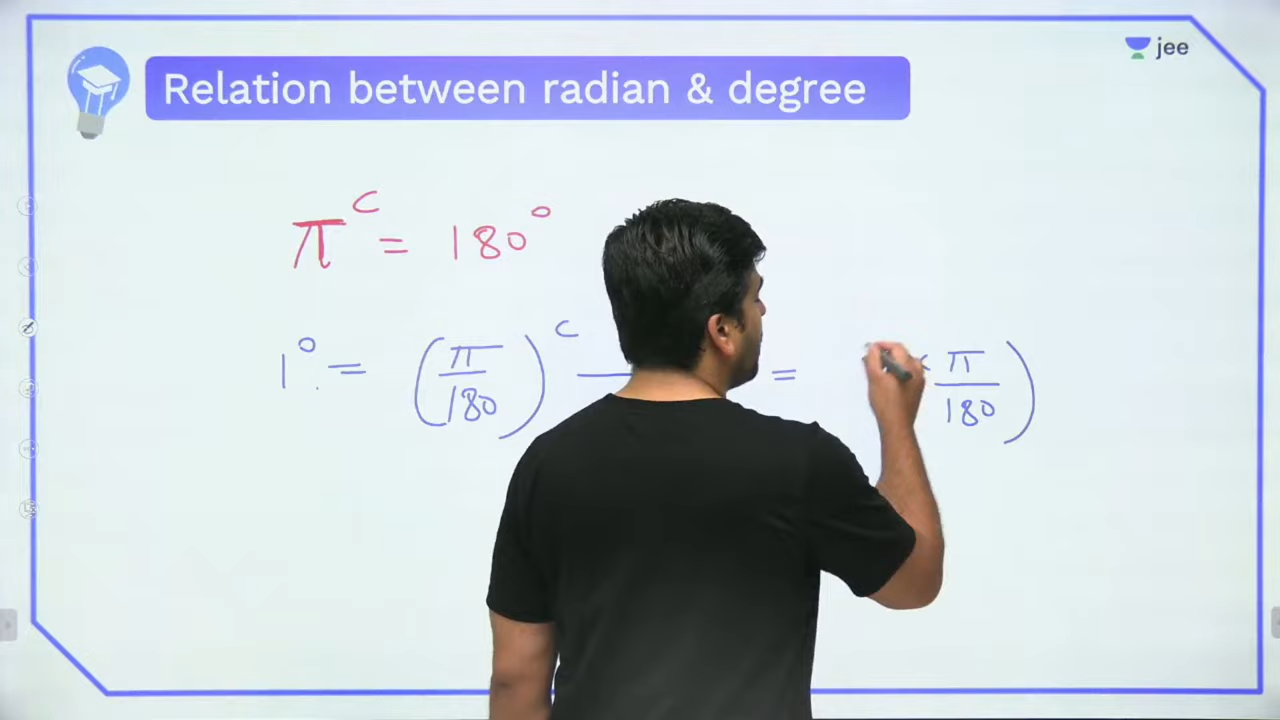 jee
Relation between radian & degree
π^c = 180°
1° = (π/180)^c — = × π/180)